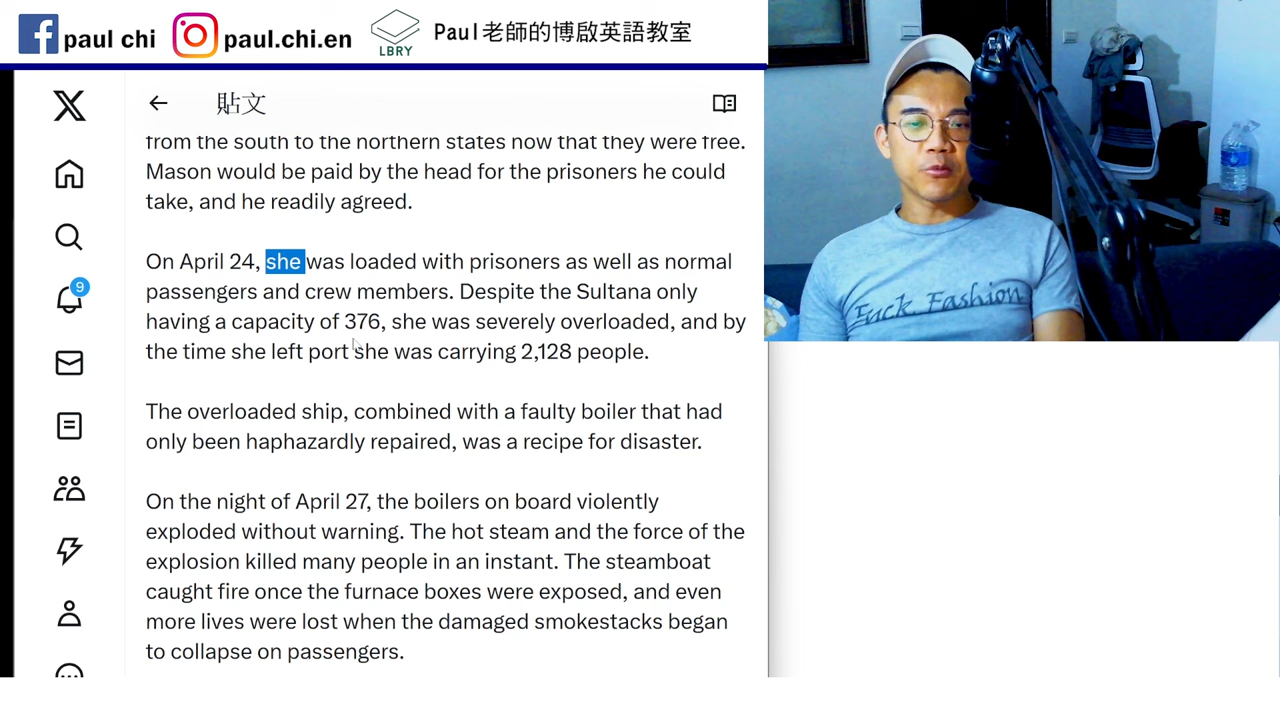 paul chi
paul.chi.en
LBRY
Paul老師的博啟英語教室
貼文
from the south to the northern states now that they were free.
Mason would be paid by the head for the prisoners he could
take, and he readily agreed.
On April 24, she was loaded with prisoners as well as normal
passengers and crew members. Despite the Sultana only
having a capacity of 376, she was severely overloaded, and by
the time she left port she was carrying 2,128 people.
The overloaded ship, combined with a faulty boiler that had
only been haphazardly repaired, was a recipe for disaster.
On the night of April 27, the boilers on board violently
exploded without warning. The hot steam and the force of the
explosion killed many people in an instant. The steamboat
caught fire once the furnace boxes were exposed, and even
more lives were lost when the damaged smokestacks began
to collapse on passengers.
9
Fuck Fashion